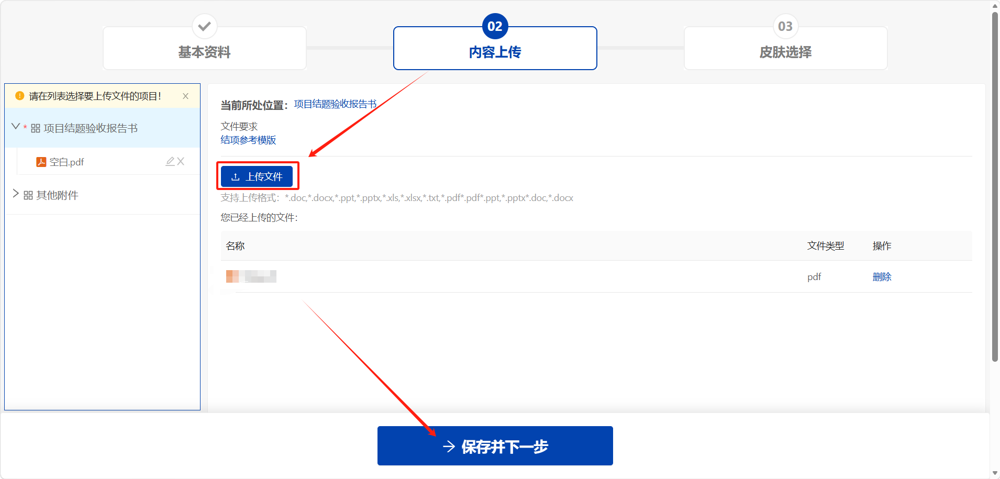 02
03
基本资料
内容上传
皮肤选择
请在列表选择要上传文件的项目！
* 项目结题验收报告书
空白.pdf
其他附件
当前所处位置：项目结题验收报告书
文件要求
结项参考模版
上传文件
支持上传格式：*.doc,*.docx,*.ppt,*.pptx,*.xls,*.xlsx,*.txt,*.pdf*.pdf*.ppt,*.pptx*.doc,*.docx
您已经上传的文件：
名称 文件类型 操作
pdf 删除
保存并下一步